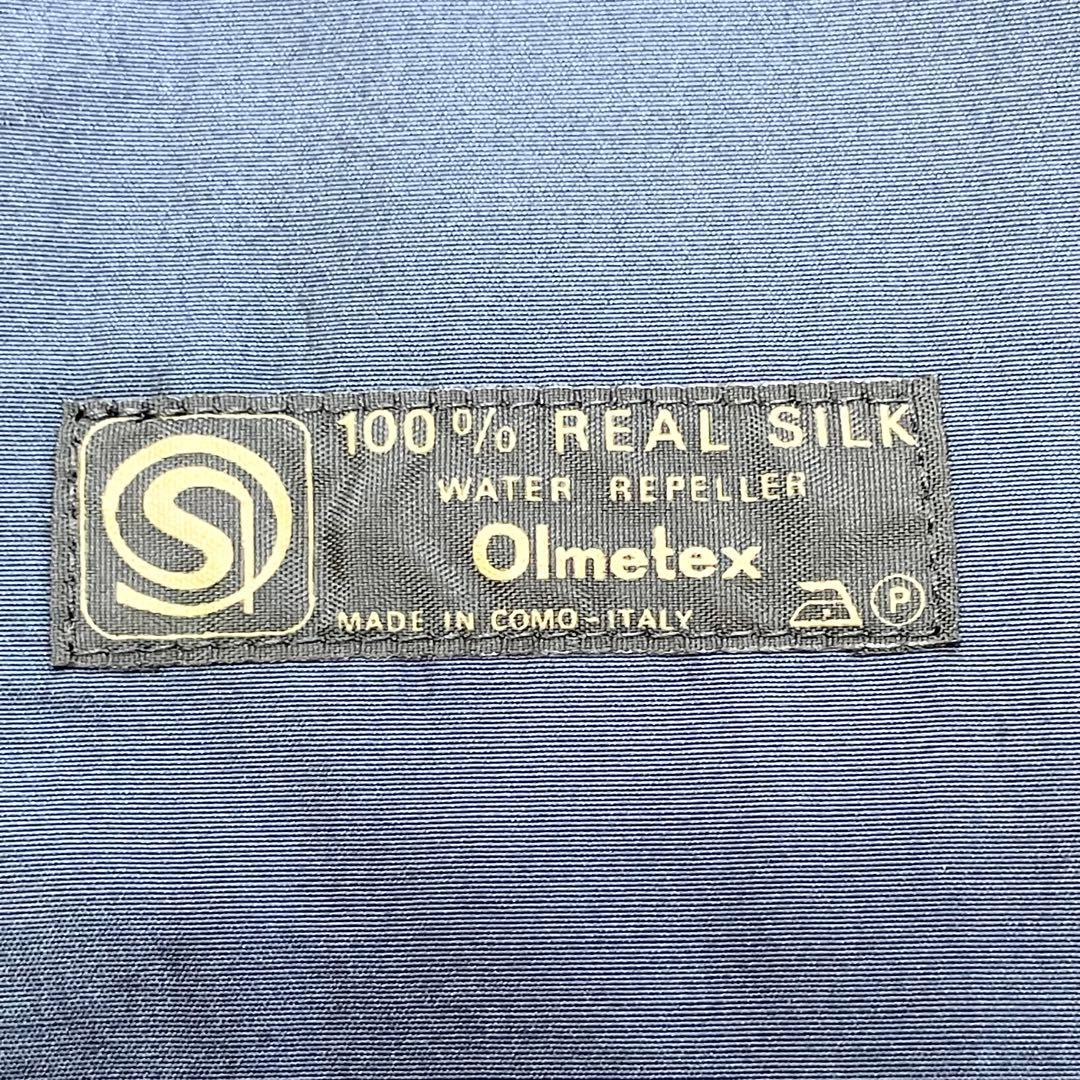 100% REAL SILK
WATER REPELLER
Olmetex
MADE IN COMO-ITALY
P